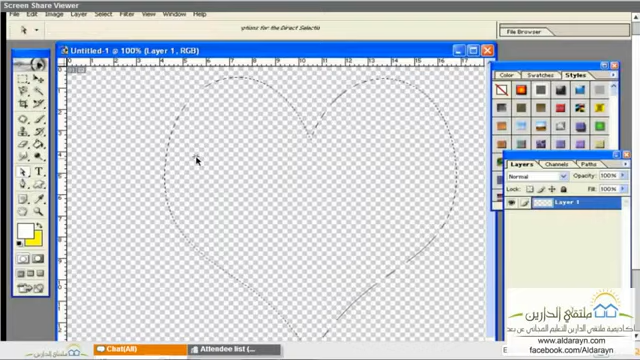 Screen Share Viewer
File Edit Image Layer Select Filter View Window Help
File Browser
Untitled-1 @ 100% (Layer 1, RGB)
Color Swatches Styles
Layers Channels Paths
Normal Opacity: 100%
Lock: Fill: 100%
Layer 1
ملتقى الدارين
www.aldarayn.com
facebook.com/Aldarayn
Chat(All) Attendee list (...